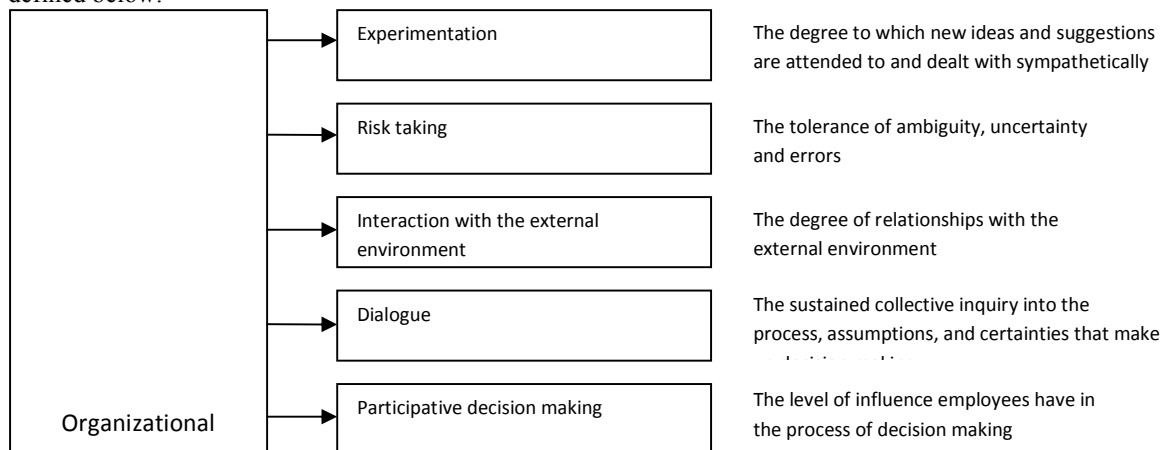 defined below:
Experimentation
The degree to which new ideas and suggestions
are attended to and dealt with sympathetically
Risk taking
The tolerance of ambiguity, uncertainty
and errors
Interaction with the external
environment
The degree of relationships with the
external environment
Dialogue
The sustained collective inquiry into the
process, assumptions, and certainties that make
Participative decision making
The level of influence employees have in
the process of decision making
Organizational